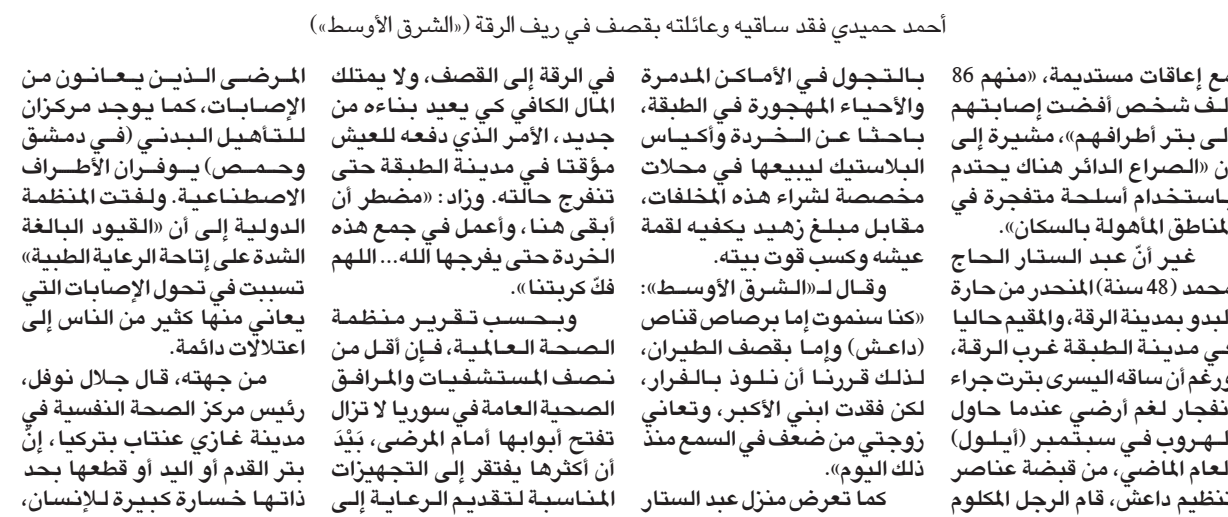 أحمد حميدي فقد ساقيه وعائلته بقصف في ريف الرقة («الشرق الأوسط»)
مع إعاقات مستديمة، «منهم 86
ألف شخص أفضت إصابتهم
إلى بتر أطرافهم»، مشيرة إلى
أن «الصراع الدائر هناك يحتدم
باستخدام أسلحة متفجرة في
المناطق المأهولة بالسكان».
غير أنّ عبد الستار الحاج
محمد (48 سنة) المنحدر من حارة
البدو بمدينة الرقة، والمقيم حاليا
في مدينة الطبقة غرب الرقة،
ورغم أن ساقه اليسرى بترت جراء
انفجار لغم أرضي عندما حاول
الهروب في سبتمبر (أيلول)
العام الماضي، من قبضة عناصر
تنظيم داعش، قام الرجل المكلوم
بالتجول في الأماكن المدمرة
والأحياء المهجورة في الطبقة،
باحثا عن الخردة وأكياس
البلاستيك ليبيعها في محلات
مخصصة لشراء هذه المخلفات،
مقابل مبلغ زهيد يكفيه لقمة
عيشه وكسب قوت بيته.
وقال لـ«الشرق الأوسط»:
«كنا سنموت إما برصاص قناص
(داعش) وإما بقصف الطيران،
لذلك قررنا أن نلوذ بالفرار،
لكن فقدت ابني الأكبر، وتعاني
زوجتي من ضعف في السمع منذ
ذلك اليوم».
كما تعرض منزل عبد الستار
في الرقة إلى القصف، ولا يمتلك
المال الكافي كي يعيد بناءه من
جديد، الأمر الذي دفعه للعيش
مؤقتا في مدينة الطبقة حتى
تنفرج حالته. وزاد: «مضطر أن
أبقى هنا، وأعمل في جمع هذه
الخردة حتى يفرجها الله... اللهم
فكّ كربتنا».
وبحسب تقرير منظمة
الصحة العالمية، فإن أقل من
نصف المستشفيات والمرافق
الصحية العامة في سوريا لا تزال
تفتح أبوابها أمام المرضى، بَيْدَ
أن أكثرها يفتقر إلى التجهيزات
المناسبة لتقديم الرعاية إلى
المرضى الذين يعانون من
الإصابات، كما يوجد مركزان
للتأهيل البدني (في دمشق
وحمص) يوفران الأطراف
الاصطناعية. ولفتت المنظمة
الدولية إلى أن «القيود البالغة
الشدة على إتاحة الرعاية الطبية»
تسببت في تحول الإصابات التي
يعاني منها كثير من الناس إلى
اعتلالات دائمة.
من جهته، قال جلال نوفل،
رئيس مركز الصحة النفسية في
مدينة غازي عنتاب بتركيا، إنّ
بتر القدم أو اليد أو قطعها بحد
ذاتها خسارة كبيرة للإنسان،